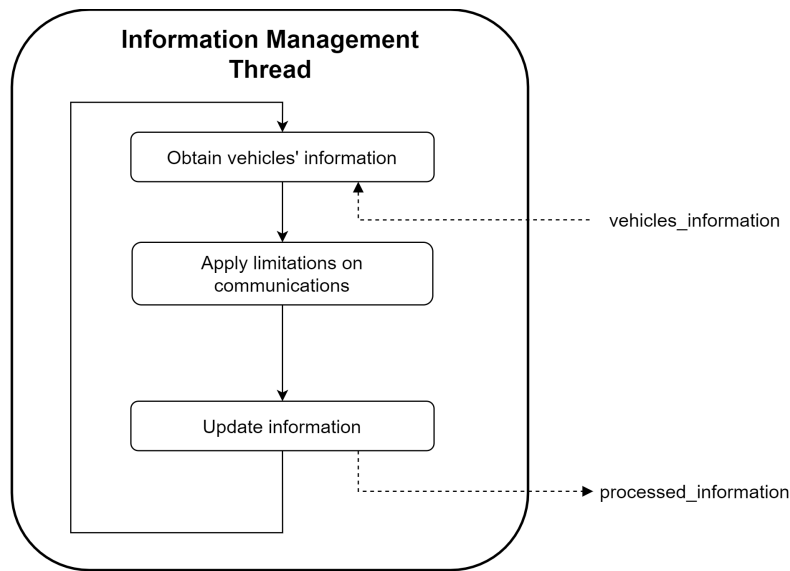 Information Management
Thread
Obtain vehicles' information
vehicles_information
Apply limitations on
communications
Update information
processed_information